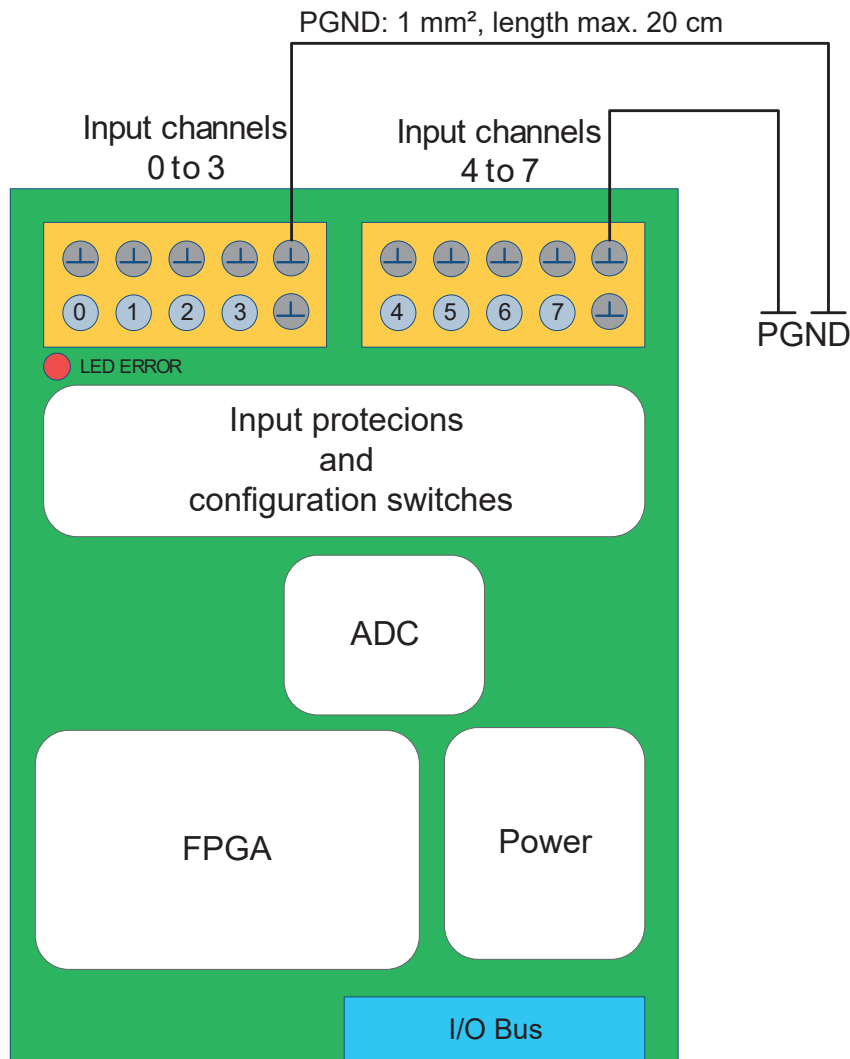 PGND: 1 mm², length max. 20 cm
Input channels
0 to 3
Input channels
4 to 7
0 1 2 3
4 5 6 7
PGND
LED ERROR
Input protecions
and
configuration switches
ADC
FPGA
Power
I/O Bus